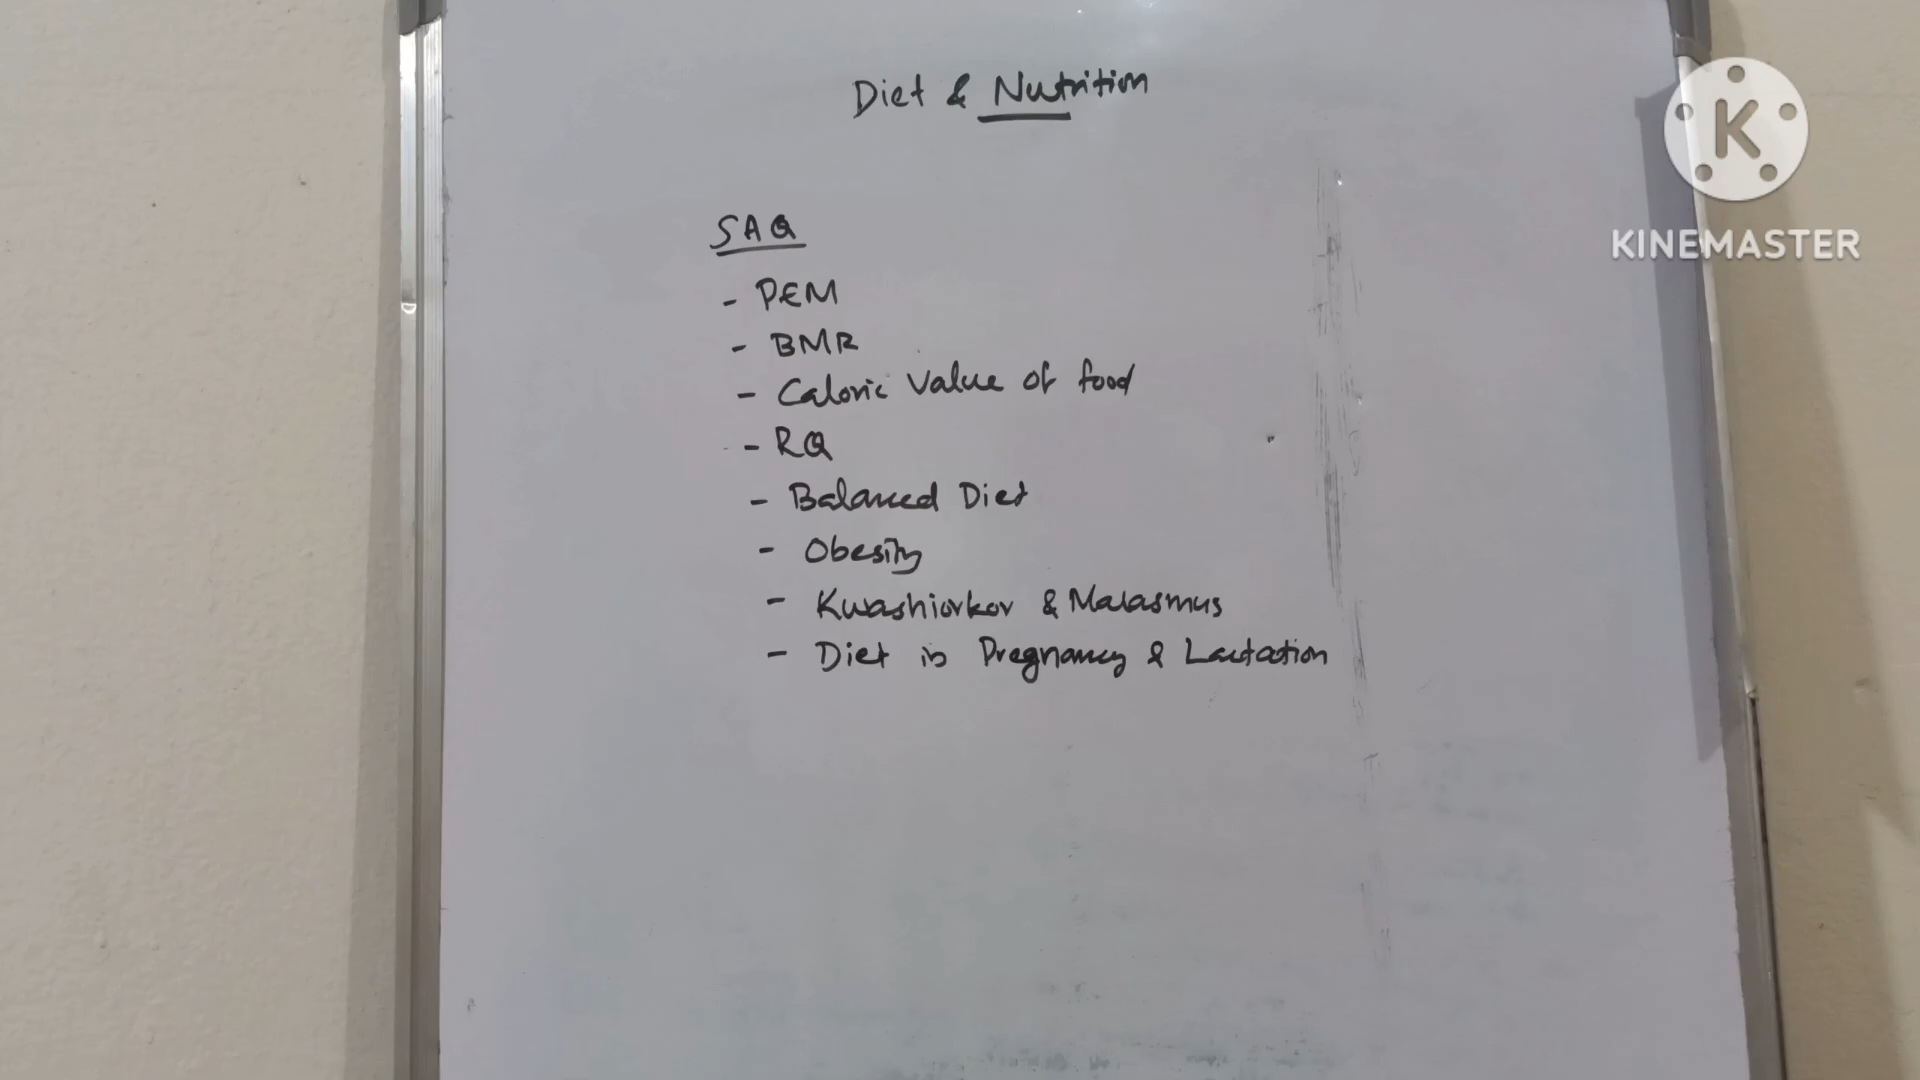 Diet & Nutrition
SAQ
- PEM
- BMR
- Caloric Value of food
- RQ
- Balanced Diet
- Obesity
- Kwashiorkor & Malasmus
- Diet in Pregnancy & Lactation
K
KINEMASTER